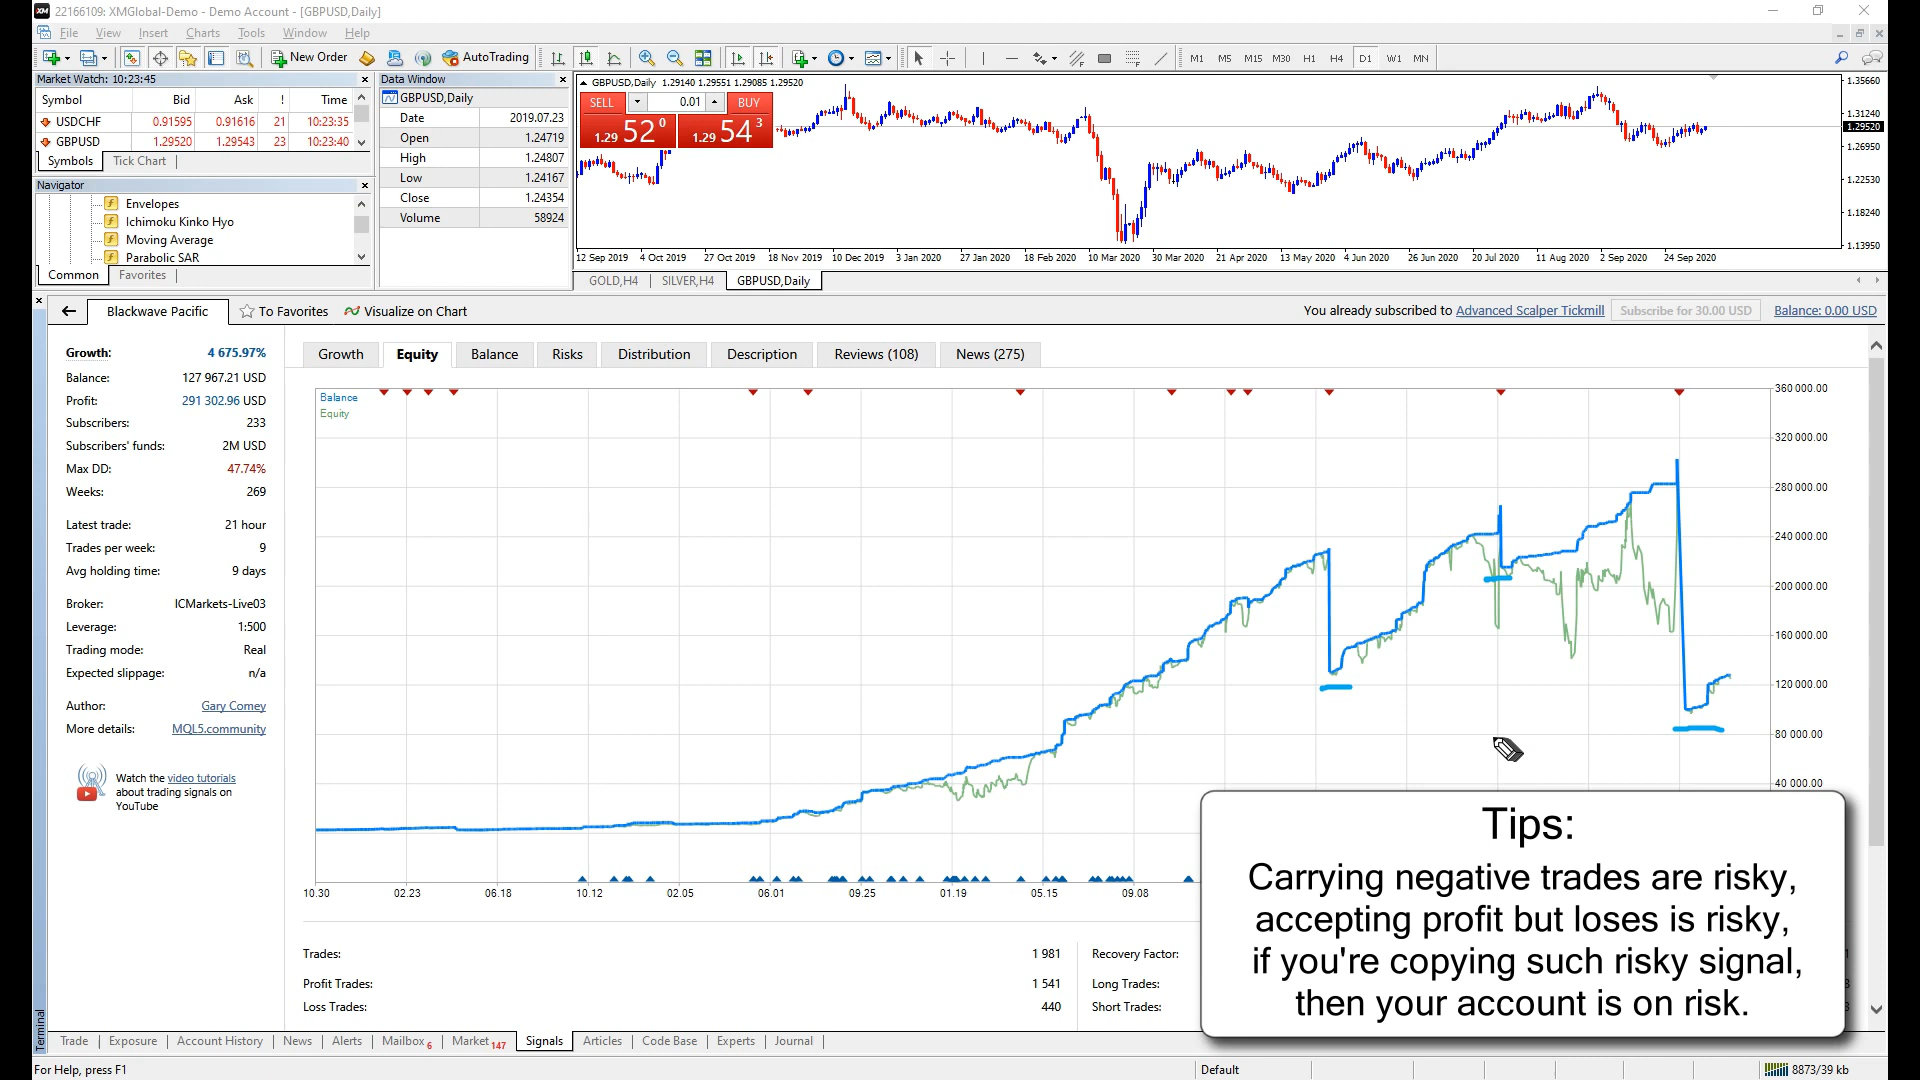 22166109: XMGlobal-Demo - Demo Account - [GBPUSD,Daily]
File View Insert Charts Tools Window Help
New Order AutoTrading M1 M5 M15 M30 H1 H4 D1 W1 MN
Market Watch: 10:23:45
Symbol Bid Ask ! Time
USDCHF 0.91595 0.91616 21 10:23:35
GBPUSD 1.29520 1.29543 23 10:23:40
Symbols Tick Chart
Navigator
Envelopes
Ichimoku Kinko Hyo
Moving Average
Parabolic SAR
Common Favorites
Data Window
GBPUSD,Daily
Date 2019.07.23
Open 1.24719
High 1.24807
Low 1.24167
Close 1.24354
Volume 58924
GBPUSD,Daily 1.29140 1.29551 1.29085 1.29520
SELL 0.01 BUY
1.29 52 0 1.29 54 3
1.35660
1.31240
1.29520
1.26950
1.22530
1.18240
1.13950
12 Sep 2019 4 Oct 2019 27 Oct 2019 18 Nov 2019 10 Dec 2019 3 Jan 2020 27 Jan 2020 18 Feb 2020 10 Mar 2020 30 Mar 2020 21 Apr 2020 13 May 2020 4 Jun 2020 26 Jun 2020 20 Jul 2020 11 Aug 2020 2 Sep 2020 24 Sep 2020
GOLD,H4 SILVER,H4 GBPUSD,Daily
Blackwave Pacific To Favorites Visualize on Chart You already subscribed to Advanced Scalper Tickmill Subscribe for 30.00 USD Balance: 0.00 USD
Growth: 4 675.97%
Balance: 127 967.21 USD
Profit: 291 302.96 USD
Subscribers: 233
Subscribers' funds: 2M USD
Max DD: 47.74%
Weeks: 269
Latest trade: 21 hour
Trades per week: 9
Avg holding time: 9 days
Broker: ICMarkets-Live03
Leverage: 1:500
Trading mode: Real
Expected slippage: n/a
Author: Gary Comey
More details: MQL5.community
Watch the video tutorials
about trading signals on
YouTube
Growth Equity Balance Risks Distribution Description Reviews (108) News (275)
Balance
Equity
360 000.00
320 000.00
280 000.00
240 000.00
200 000.00
160 000.00
120 000.00
80 000.00
40 000.00
10.30 02.23 06.18 10.12 02.05 06.01 09.25 01.19 05.15 09.08
Trades: 1 981 Recovery Factor:
Profit Trades: 1 541 Long Trades:
Loss Trades: 440 Short Trades:
Tips:
Carrying negative trades are risky,
accepting profit but loses is risky,
if you're copying such risky signal,
then your account is on risk.
Terminal
Trade Exposure Account History News Alerts Mailbox 6 Market 147 Signals Articles Code Base Experts Journal
For Help, press F1 Default 8873/39 kb